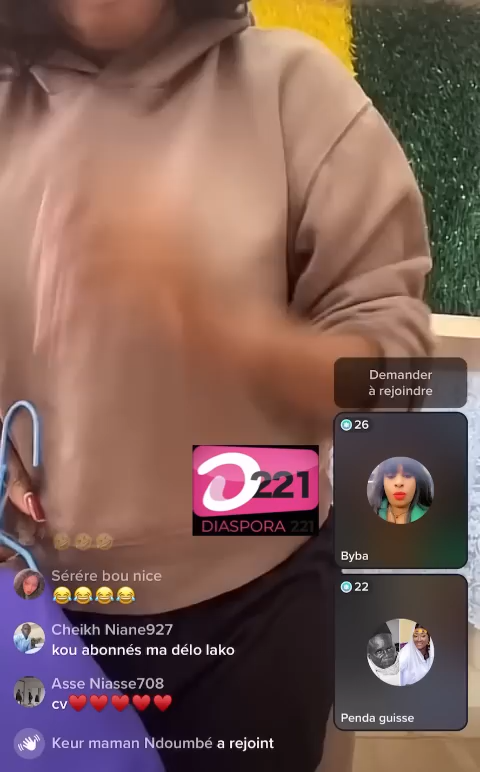 Demander
à rejoindre
26
221
DIASPORA 221
Byba
22
Sérére bou nice
😂😂😂😂
Cheikh Niane927
kou abonnés ma délo lako
Asse Niasse708
cv❤️❤️❤️❤️❤️
Penda guisse
Keur maman Ndoumbé a rejoint